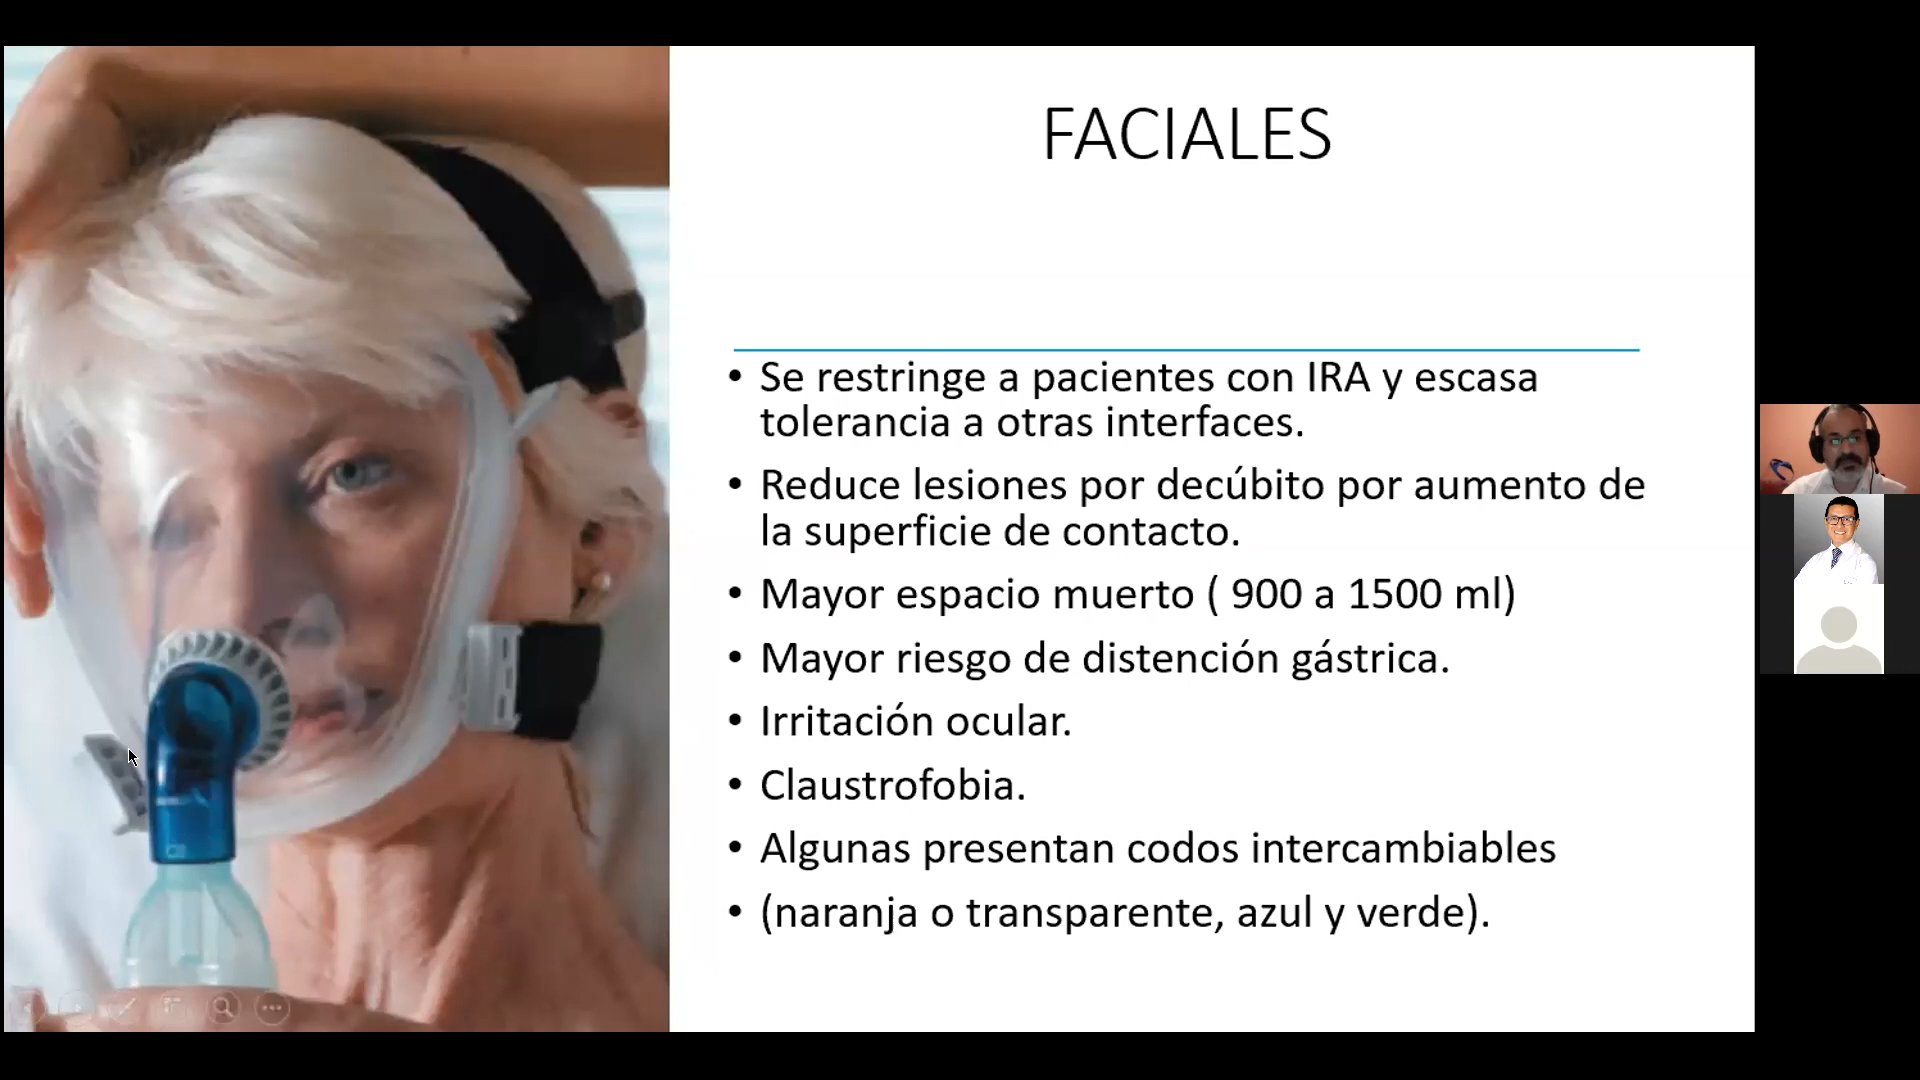 FACIALES
• Se restringe a pacientes con IRA y escasa
tolerancia a otras interfaces.
• Reduce lesiones por decúbito por aumento de
la superficie de contacto.
• Mayor espacio muerto ( 900 a 1500 ml)
• Mayor riesgo de distención gástrica.
• Irritación ocular.
• Claustrofobia.
• Algunas presentan codos intercambiables
• (naranja o transparente, azul y verde).